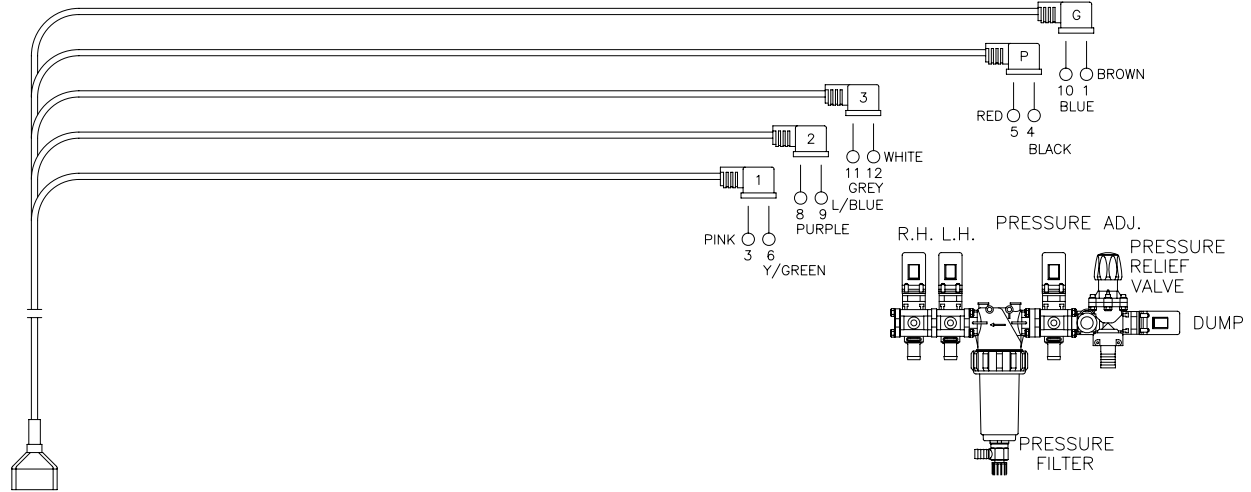 G
10 1 BROWN
BLUE
P
RED 5 4
BLACK
3
11 12 WHITE
GREY
2
8 9 L/BLUE
PURPLE
1
PINK 3 6
Y/GREEN
R.H. L.H.
PRESSURE ADJ.
PRESSURE
RELIEF
VALVE
DUMP
PRESSURE
FILTER